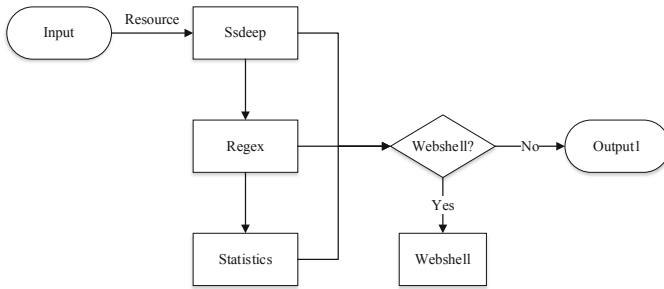 Input
Resource
Ssdeep
Regex
Webshell?
No
Output1
Yes
Statistics
Webshell